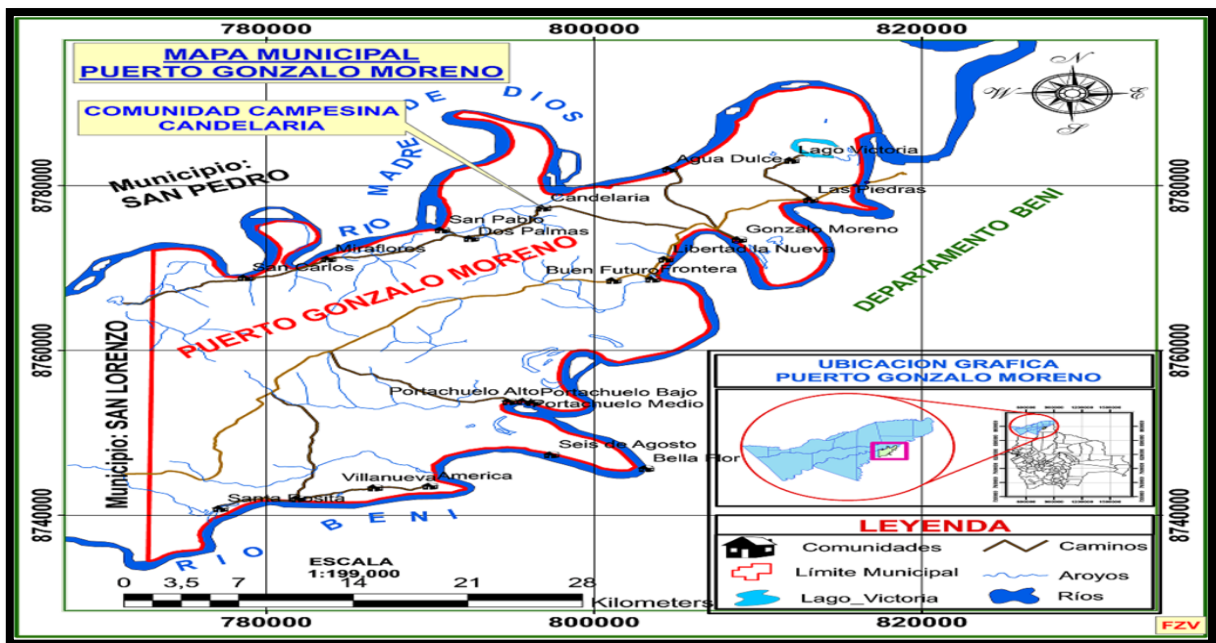 780000 800000 820000
MAPA MUNICIPAL
PUERTO GONZALO MORENO
COMUNIDAD CAMPESINA
CANDELARIA
RIO MADRE DE DIOS
N
W E
S
Municipio:
SAN PEDRO
8780000 8780000
Lago Victoria
Agua Dulce
Las Piedras
Candelaria
San Pablo
Dos Palmas
Gonzalo Moreno
Libertad
la Nueva
Miraflores
San Carlos
Buen Futuro
Frontera
PUERTO GONZALO MORENO
DEPARTAMENTO BENI
8760000 8760000
Municipio: SAN LORENZO
Portachuelo Alto
Portachuelo Bajo
Portachuelo Medio
Seis de Agosto
Bella Flor
Villanueva
America
Santa Rosita
RIO BENI
8740000 8740000
UBICACION GRAFICA
PUERTO GONZALO MORENO
LEYENDA
Comunidades
Caminos
Límite Municipal
Aroyos
Lago_Victoria
Ríos
ESCALA
1:199,000
0 3,5 7 14 21 28
Kilometers
780000 800000 820000
FZV